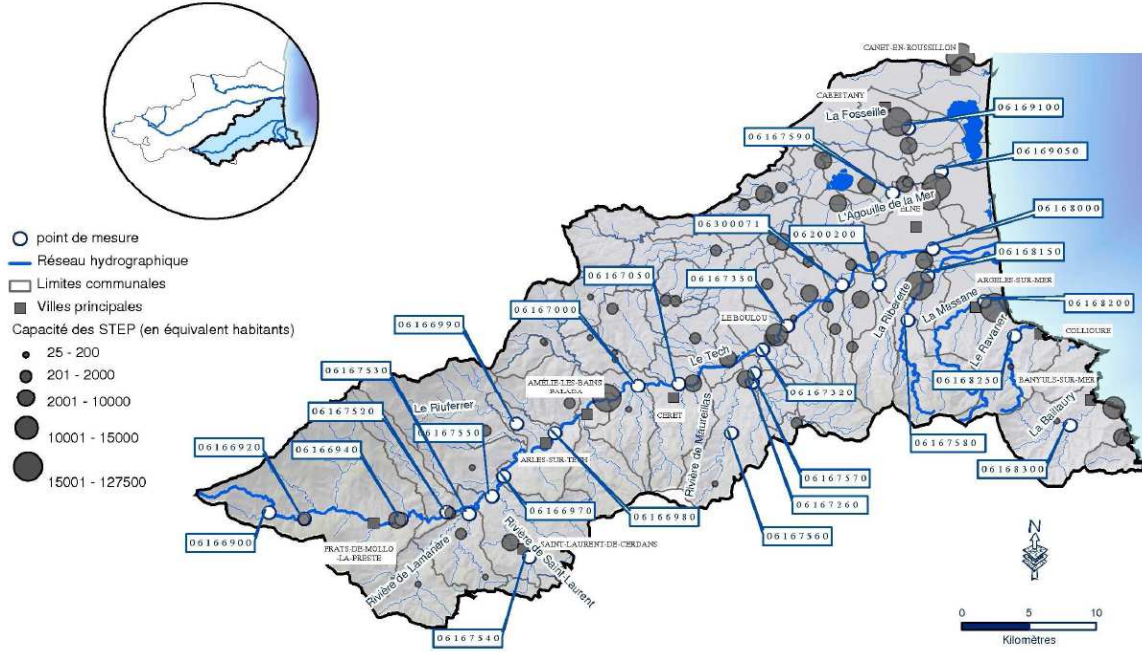 CANET-EN-ROUSSILLON
CABESTANY
La Fosseille
06169100
06167590
06169050
L'Agouille de la Mer
ELNE
06168000
06300071
06200200
06168150
point de mesure
Réseau hydrographique
Limites communales
Villes principales
Capacité des STEP (en équivalent habitants)
25 - 200
201 - 2000
2001 - 10000
10001 - 15000
15001 - 127500
06167050
06167330
ARGELES-SUR-MER
06168200
La Riberette
La Massane
Le Ravaner
COLLIOURE
06167000
LE BOULOU
06166990
Le Tech
06168250
BANYULS-SUR-MER
La Baillaury
06167530
AMELIE-LES-BAINS
PALADA
06167320
06167520
Le Riuferrer
CERET
06167580
06167550
Rivière de Maureillas
06166920
06166940
ARLES-SUR-TECH
06168300
06167370
06167260
06166970
06166980
06167360
06166900
PRATS-DE-MOLLO
-LA-PRESTE
Rivière de Lamanère
Rivière de Saint-Laurent
SAINT-LAURENT-DE-CERDANS
06167540
N
0 5 10
Kilomètres